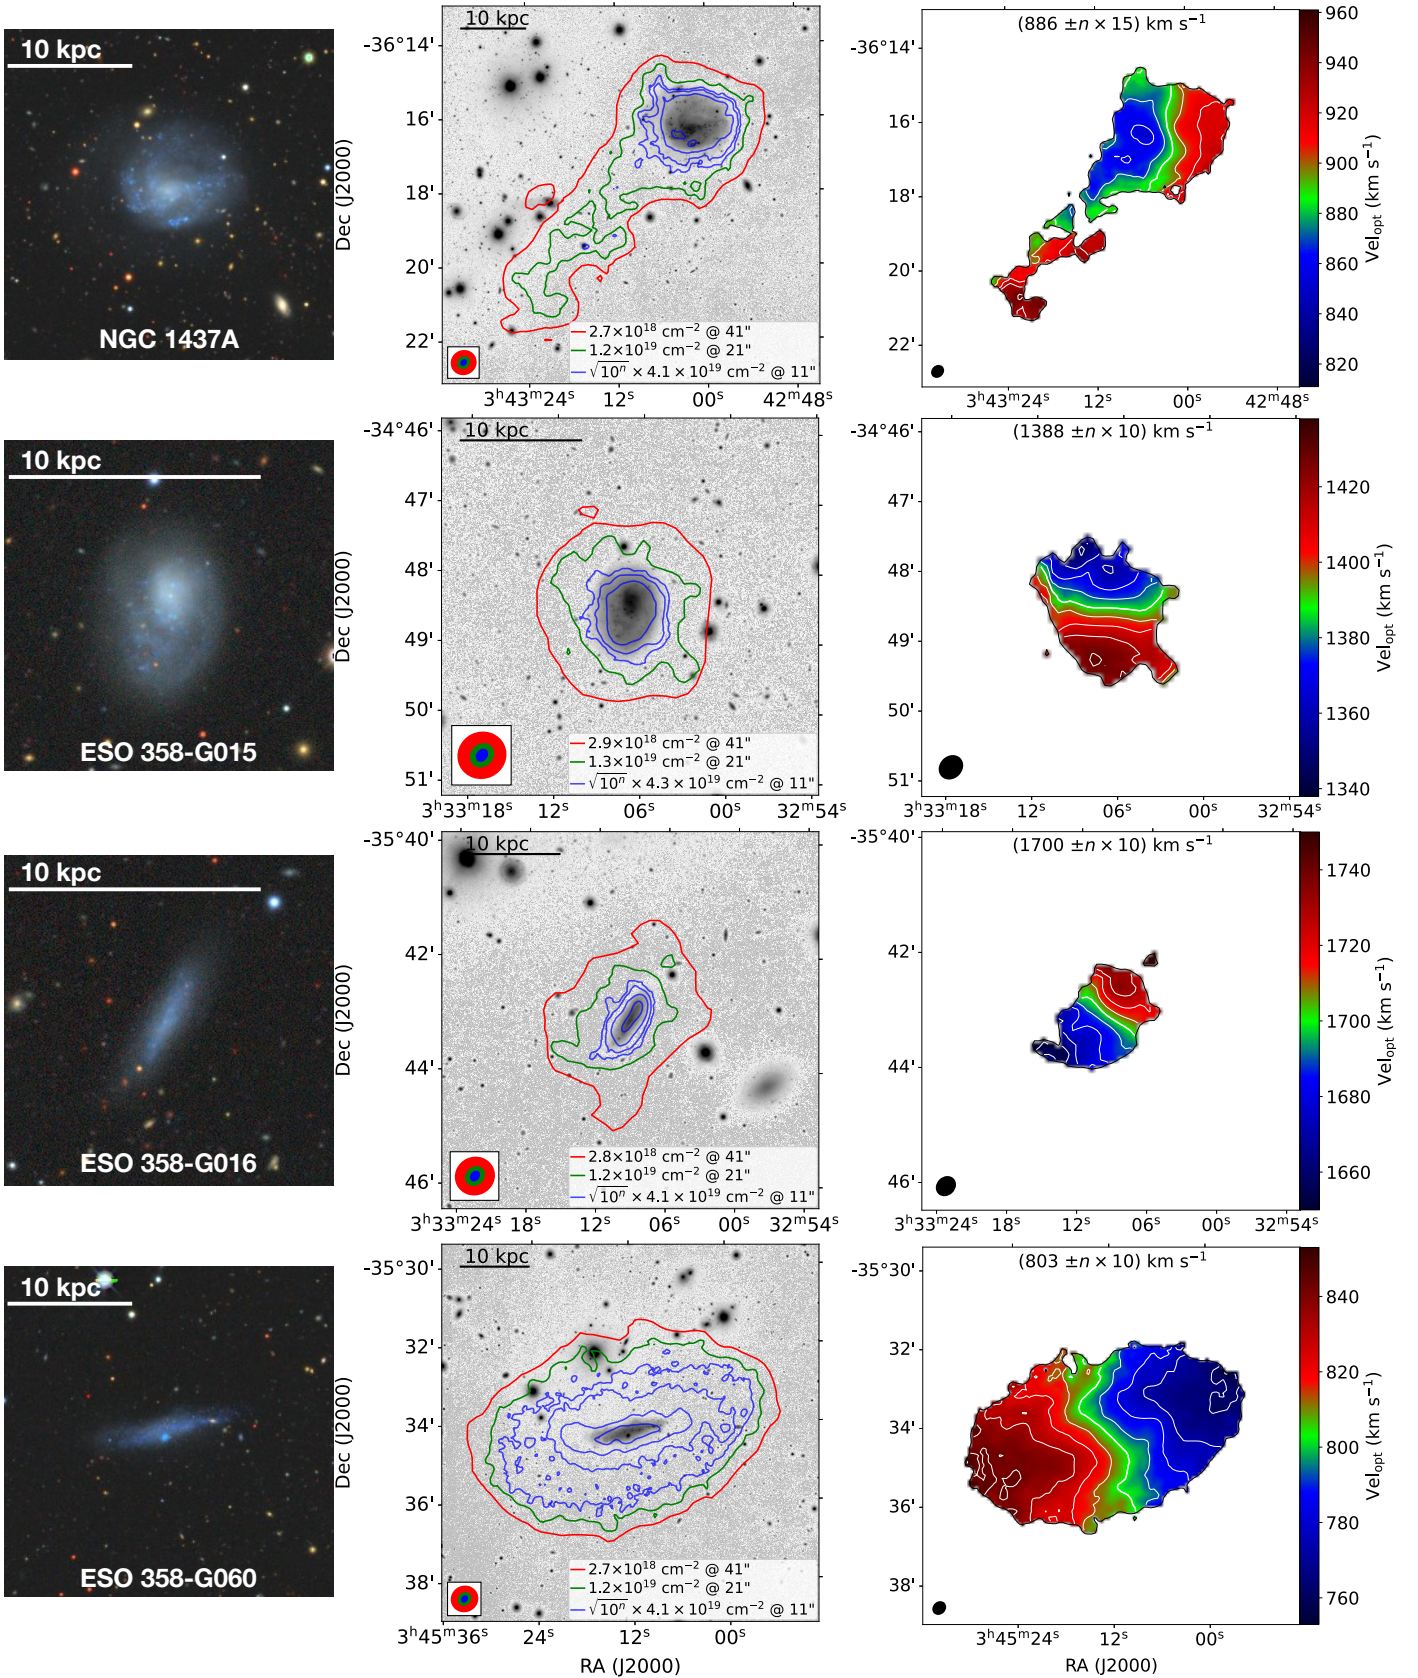 10 kpc
NGC 1437A
10 kpc
-36°14'
16'
18'
20'
22'
Dec (J2000)
2.7×10¹⁸ cm⁻² @ 41"
1.2×10¹⁹ cm⁻² @ 21"
√10ⁿ × 4.1 × 10¹⁹ cm⁻² @ 11"
3ʰ43ᵐ24ˢ 12ˢ 00ˢ 42ᵐ48ˢ
(886 ±n × 15) km s⁻¹
-36°14'
16'
18'
20'
22'
3ʰ43ᵐ24ˢ 12ˢ 00ˢ 42ᵐ48ˢ
960
940
920
900
880
860
840
820
Vel_opt (km s⁻¹)
10 kpc
ESO 358-G015
10 kpc
-34°46'
47'
48'
49'
50'
51'
Dec (J2000)
2.9×10¹⁸ cm⁻² @ 41"
1.3×10¹⁹ cm⁻² @ 21"
√10ⁿ × 4.3 × 10¹⁹ cm⁻² @ 11"
3ʰ33ᵐ18ˢ 12ˢ 06ˢ 00ˢ 32ᵐ54ˢ
(1388 ±n × 10) km s⁻¹
-34°46'
47'
48'
49'
50'
51'
3ʰ33ᵐ18ˢ 12ˢ 06ˢ 00ˢ 32ᵐ54ˢ
1420
1400
1380
1360
1340
Vel_opt (km s⁻¹)
10 kpc
ESO 358-G016
10 kpc
-35°40'
42'
44'
46'
Dec (J2000)
2.8×10¹⁸ cm⁻² @ 41"
1.2×10¹⁹ cm⁻² @ 21"
√10ⁿ × 4.1 × 10¹⁹ cm⁻² @ 11"
3ʰ33ᵐ24ˢ 18ˢ 12ˢ 06ˢ 00ˢ 32ᵐ54ˢ
(1700 ±n × 10) km s⁻¹
-35°40'
42'
44'
46'
3ʰ33ᵐ24ˢ 18ˢ 12ˢ 06ˢ 00ˢ 32ᵐ54ˢ
1740
1720
1700
1680
1660
Vel_opt (km s⁻¹)
10 kpc
ESO 358-G060
10 kpc
-35°30'
32'
34'
36'
38'
Dec (J2000)
2.7×10¹⁸ cm⁻² @ 41"
1.2×10¹⁹ cm⁻² @ 21"
√10ⁿ × 4.1 × 10¹⁹ cm⁻² @ 11"
3ʰ45ᵐ36ˢ 24ˢ 12ˢ 00ˢ
RA (J2000)
(803 ±n × 10) km s⁻¹
-35°30'
32'
34'
36'
38'
3ʰ45ᵐ24ˢ 12ˢ 00ˢ
RA (J2000)
840
820
800
780
760
Vel_opt (km s⁻¹)